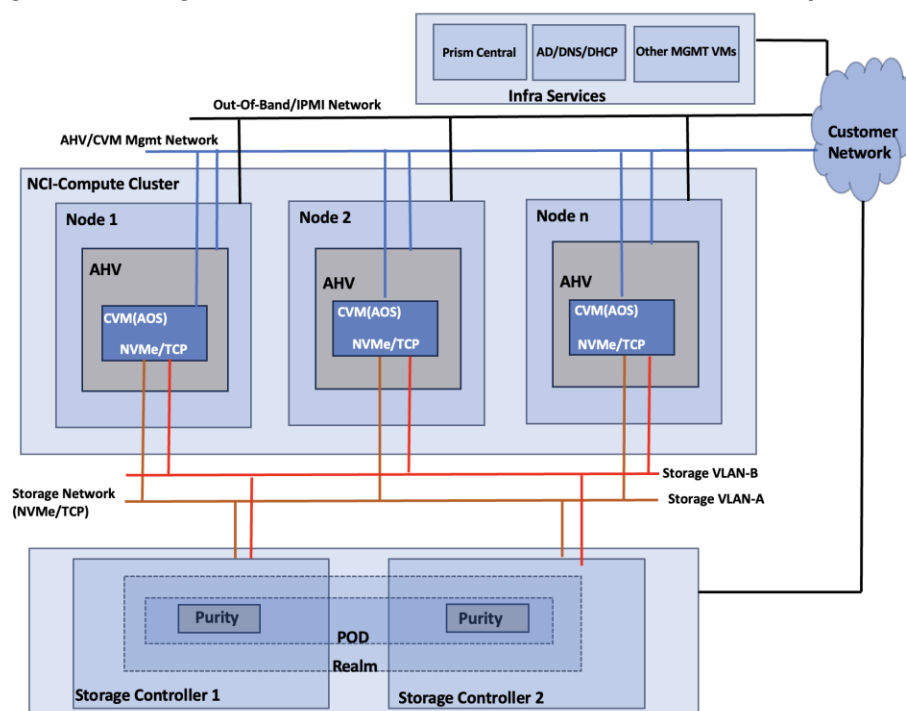 Prism Central
AD/DNS/DHCP
Other MGMT VMs
Infra Services
Out-Of-Band/IPMI Network
AHV/CVM Mgmt Network
Customer
Network
NCI-Compute Cluster
Node 1
Node 2
Node n
AHV
AHV
AHV
CVM(AOS)
NVMe/TCP
CVM(AOS)
NVMe/TCP
CVM(AOS)
NVMe/TCP
Storage VLAN-B
Storage Network
(NVMe/TCP)
Storage VLAN-A
Purity
Purity
POD
Realm
Storage Controller 1
Storage Controller 2